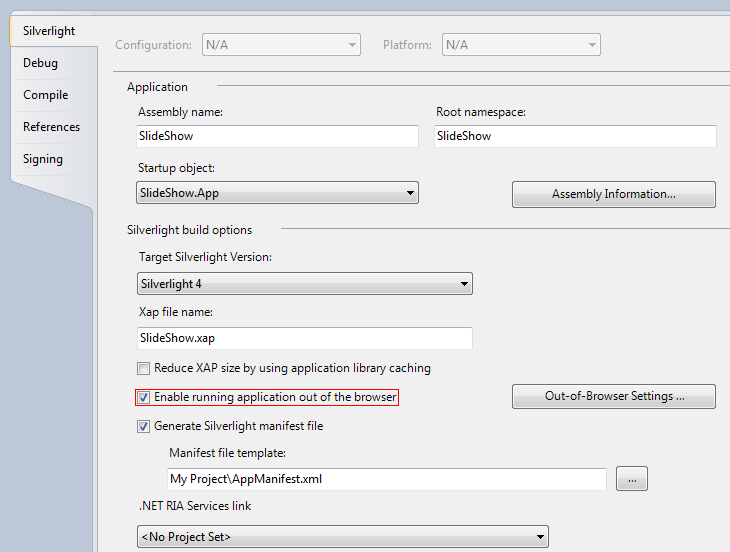 Silverlight
Debug
Compile
References
Signing
Configuration: N/A Platform: N/A
Application
Assembly name: Root namespace:
SlideShow SlideShow
Startup object:
SlideShow.App Assembly Information...
Silverlight build options
Target Silverlight Version:
Silverlight 4
Xap file name:
SlideShow.xap
Reduce XAP size by using application library caching
Enable running application out of the browser Out-of-Browser Settings ...
Generate Silverlight manifest file
Manifest file template:
My Project\AppManifest.xml ...
.NET RIA Services link
<No Project Set>